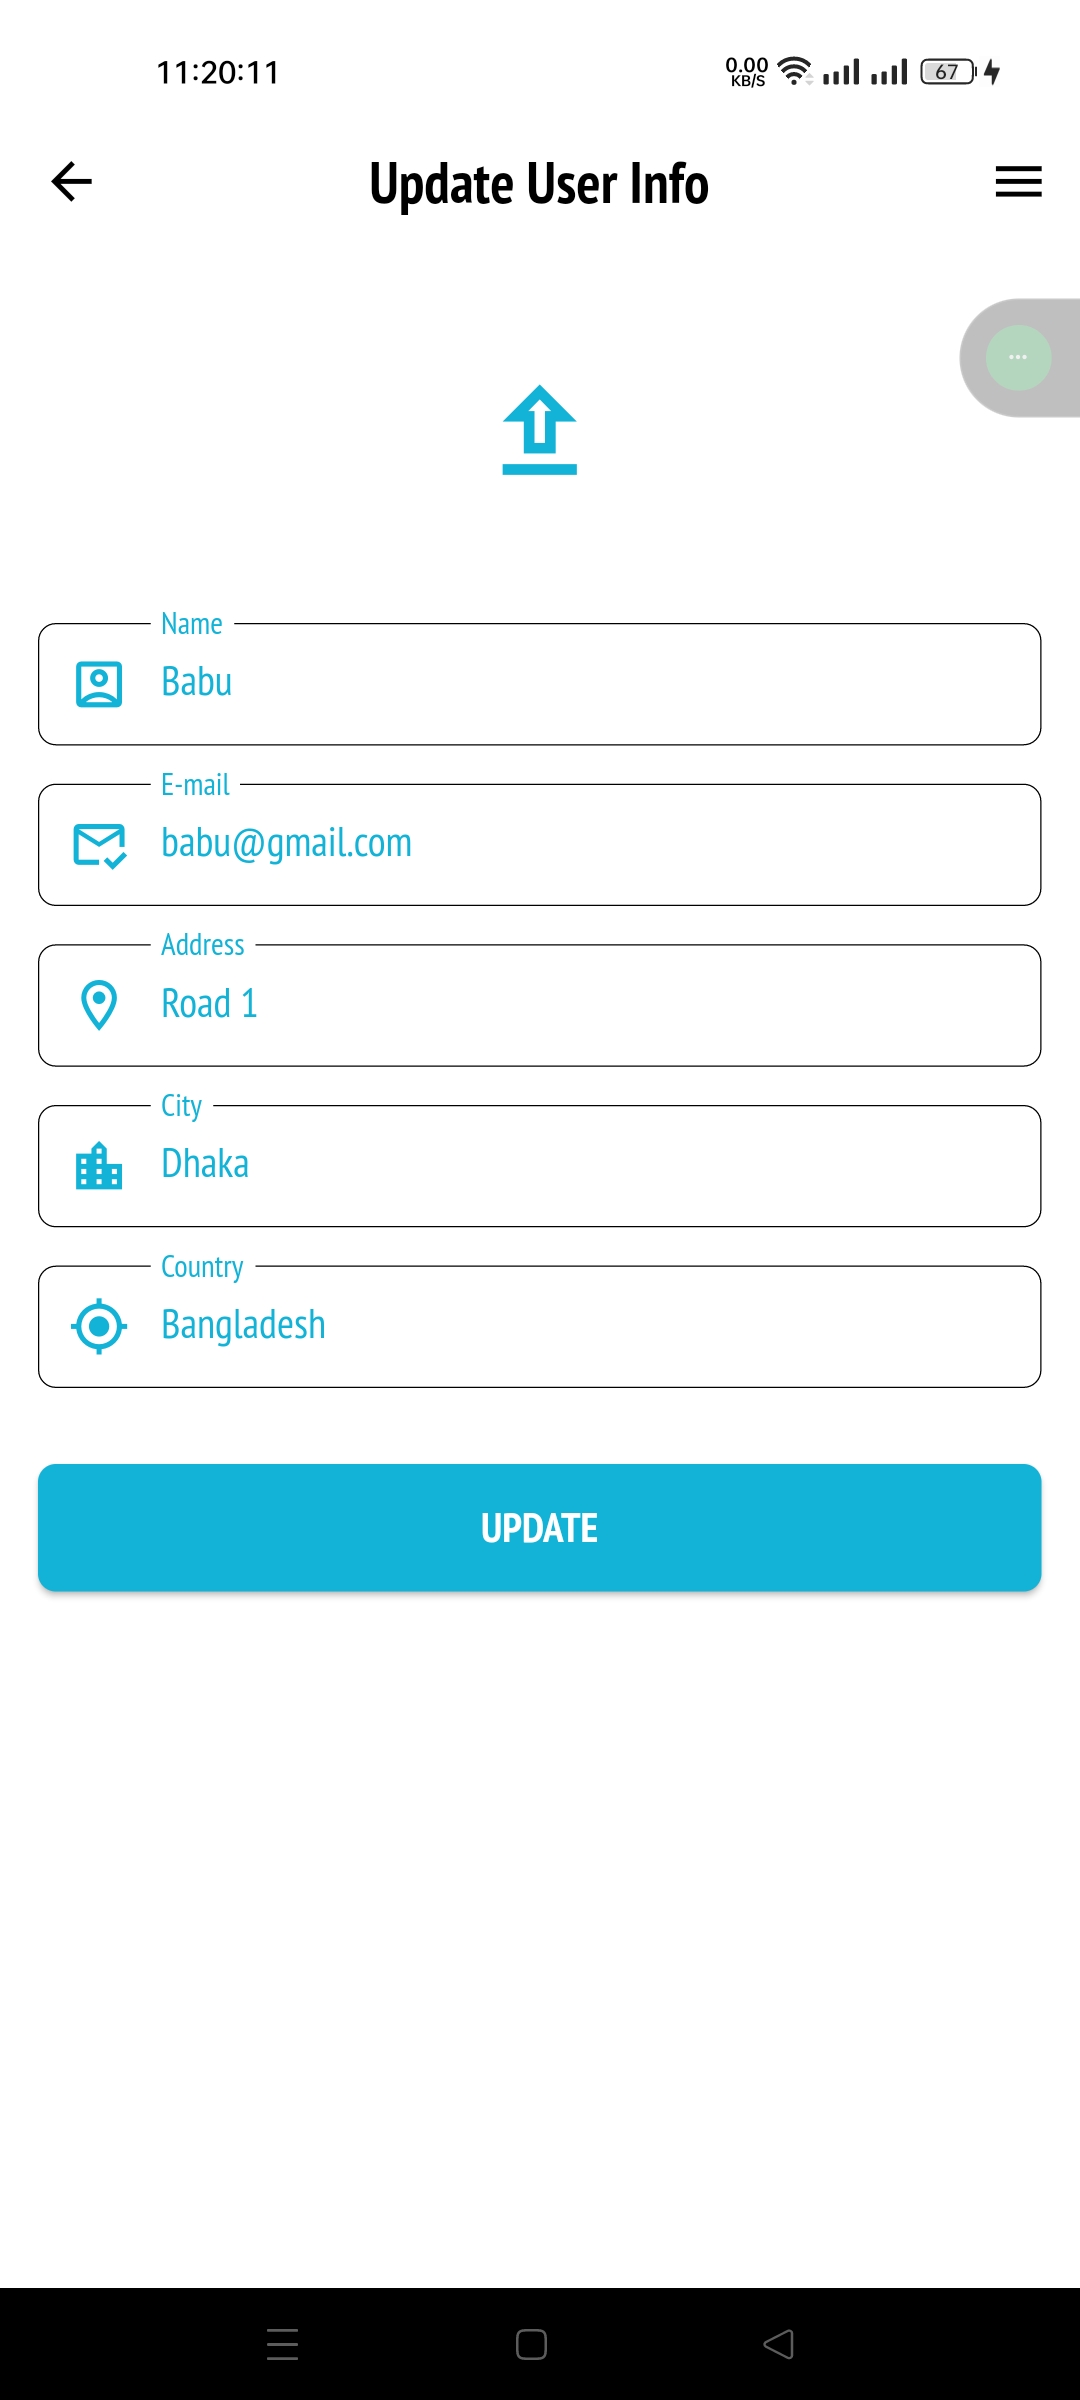 11:20:11
0.00
KB/S
67
Update User Info
Name
Babu
E-mail
babu@gmail.com
Address
Road 1
City
Dhaka
Country
Bangladesh
UPDATE